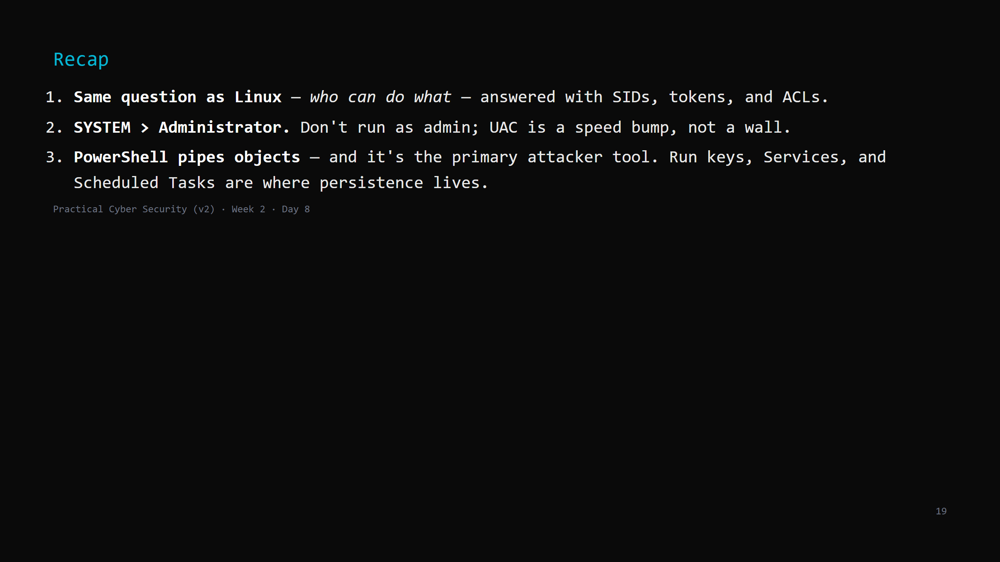 Recap
1. Same question as Linux — who can do what — answered with SIDs, tokens, and ACLs.
2. SYSTEM > Administrator. Don't run as admin; UAC is a speed bump, not a wall.
3. PowerShell pipes objects — and it's the primary attacker tool. Run keys, Services, and
Scheduled Tasks are where persistence lives.
Practical Cyber Security (v2) · Week 2 · Day 8
19